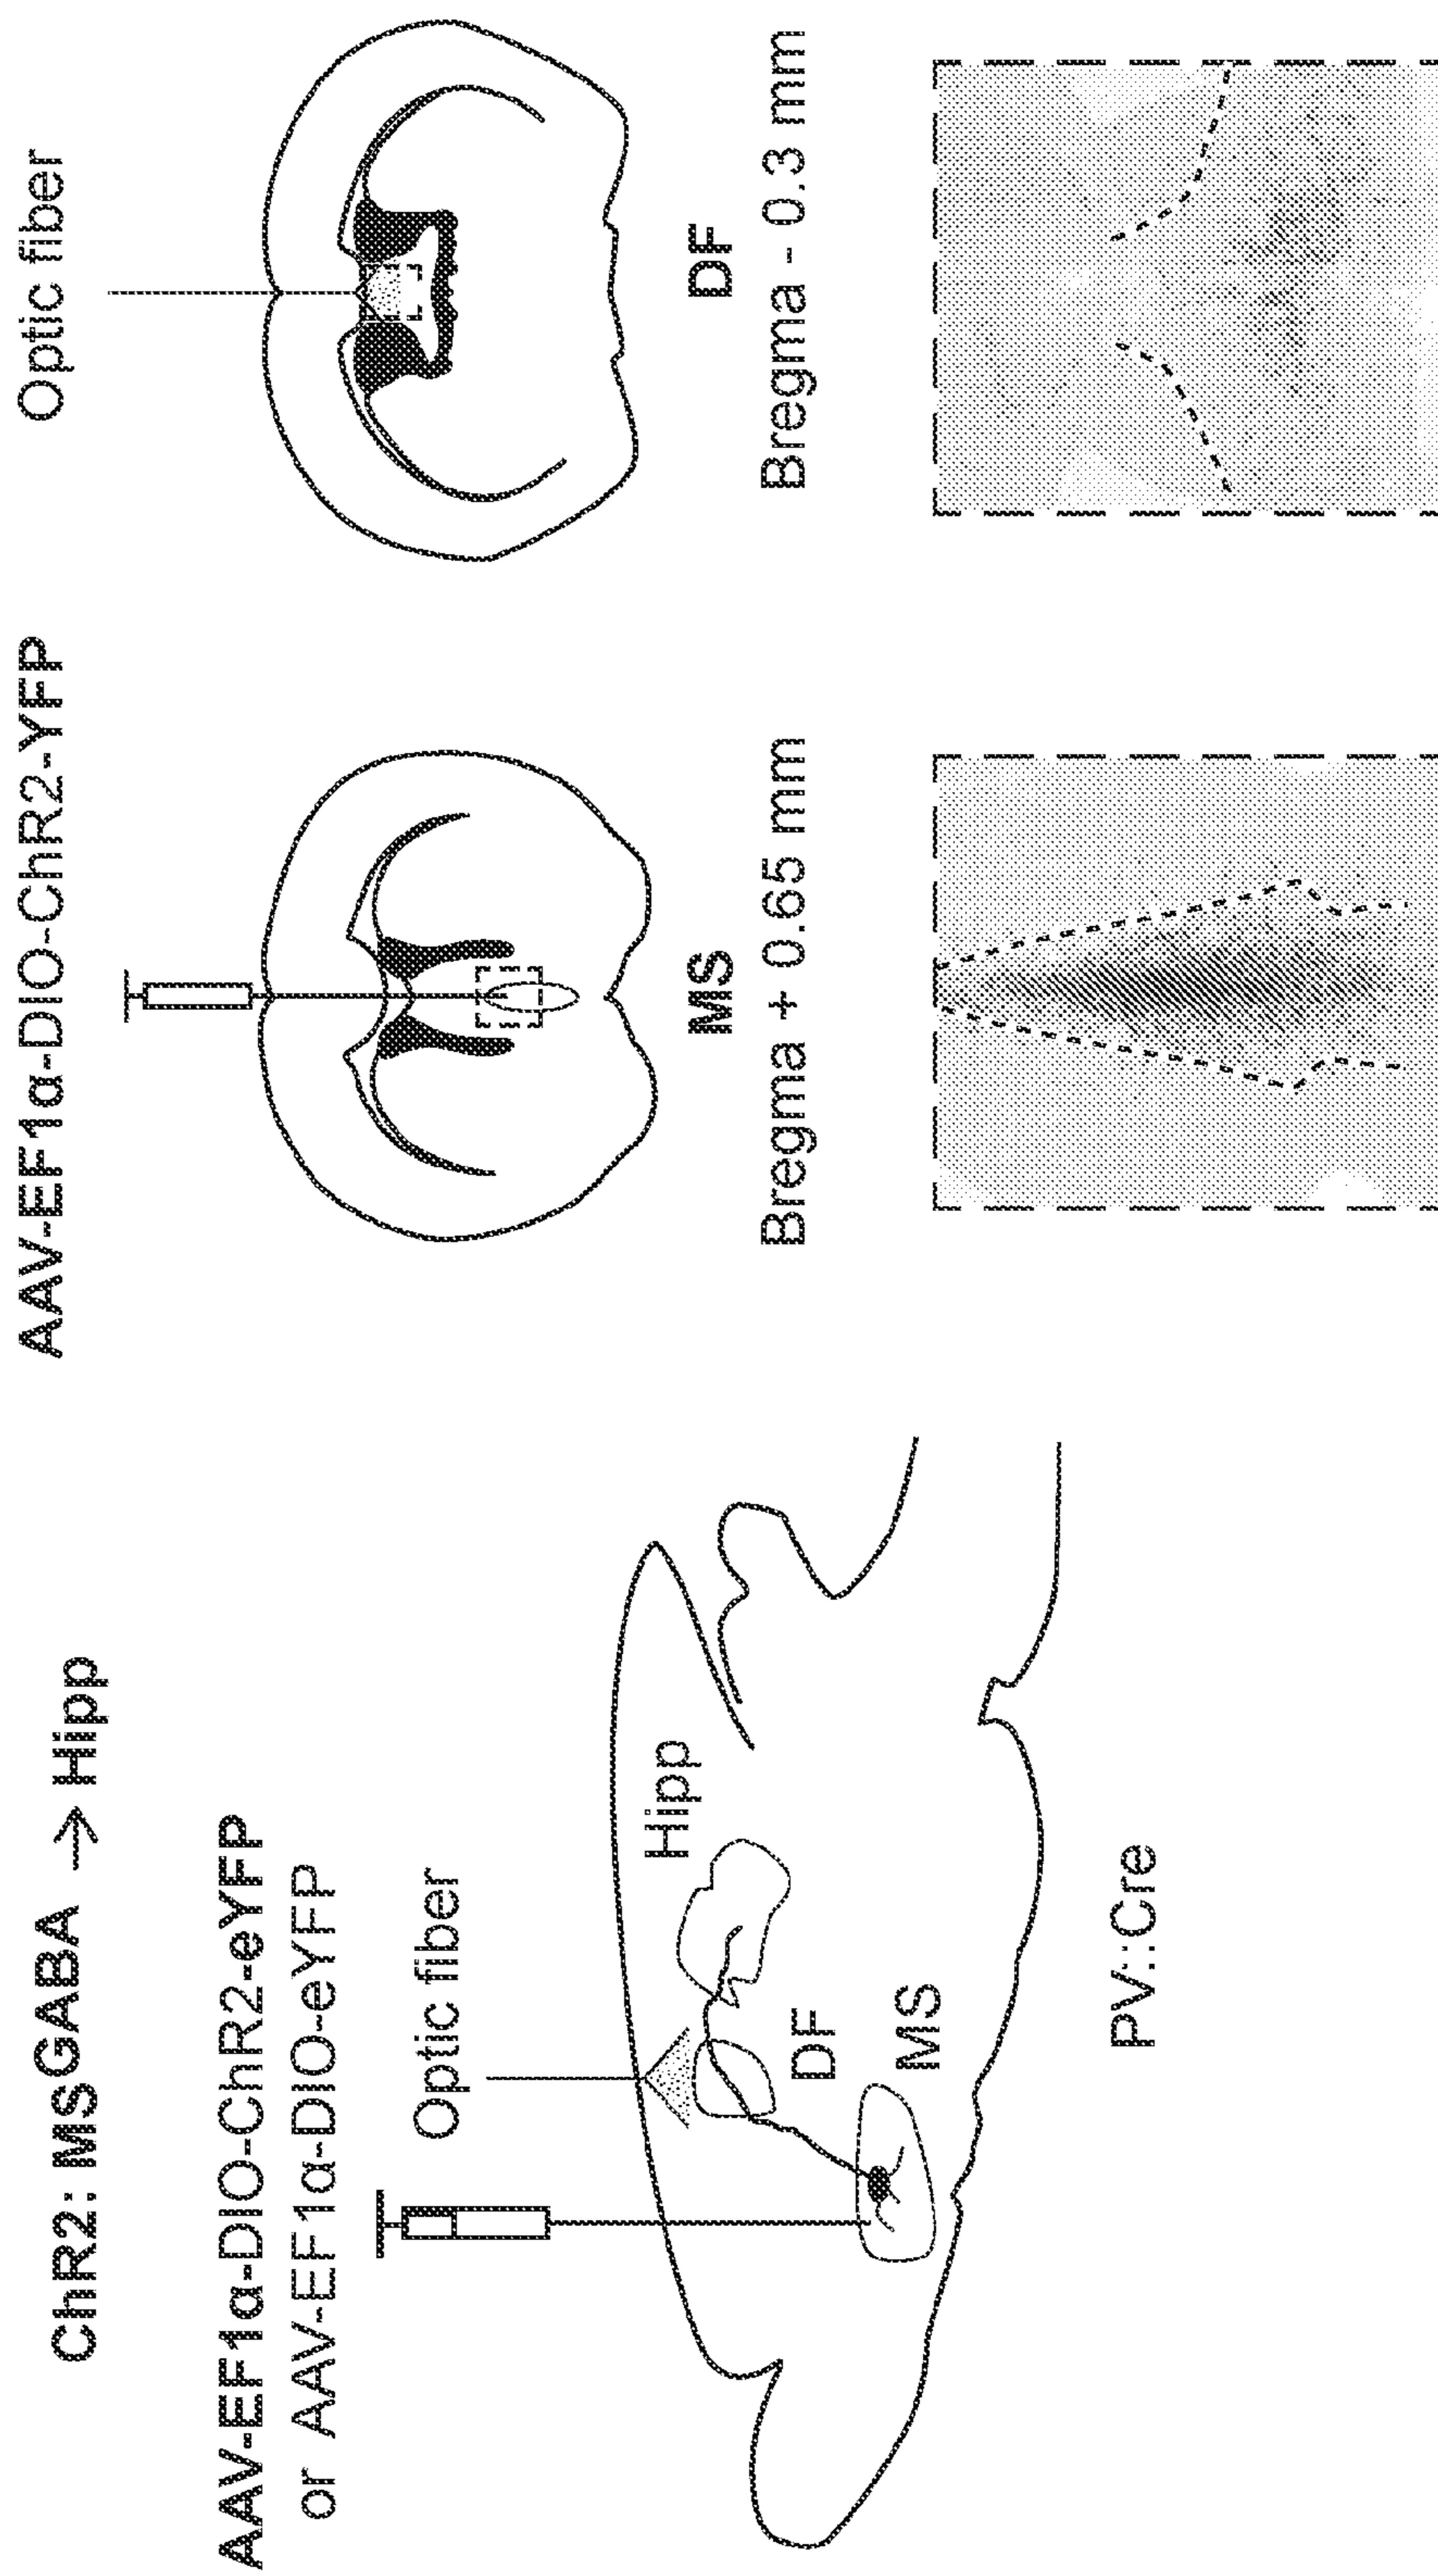 ChR2: MSGABA → Hipp
AAV-EF1α-DIO-ChR2-eYFP
or AAV-EF1α-DIO-eYFP
Optic fiber
Hipp
DF
MS
PV::Cre
AAV-EF1α-DIO-ChR2-YFP
MS
Bregma + 0.65 mm
Optic fiber
DF
Bregma - 0.3 mm